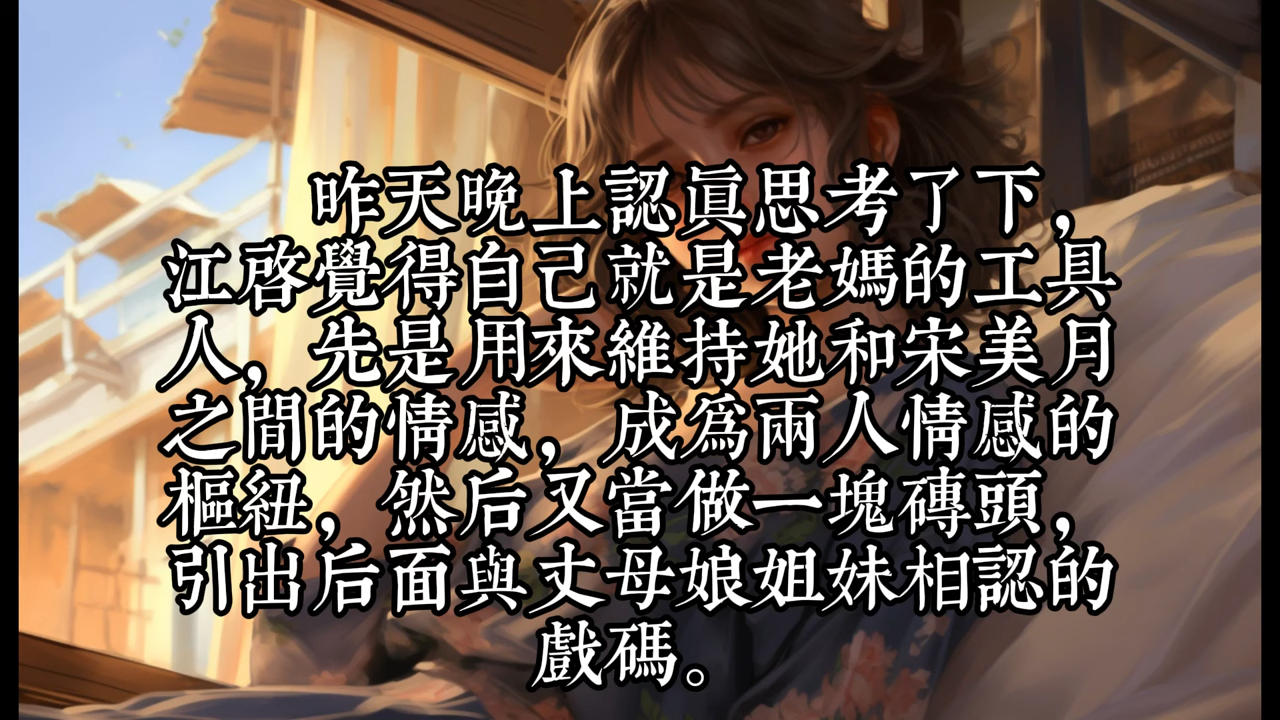 昨天晚上認眞思考了下，
江啓覺得自己就是老媽的工具
人，先是用來維持她和宋美月
之間的情感，成爲兩人情感的
樞紐，然后又當做一塊磚頭，
引出后面與丈母娘姐妹相認的
戲碼。